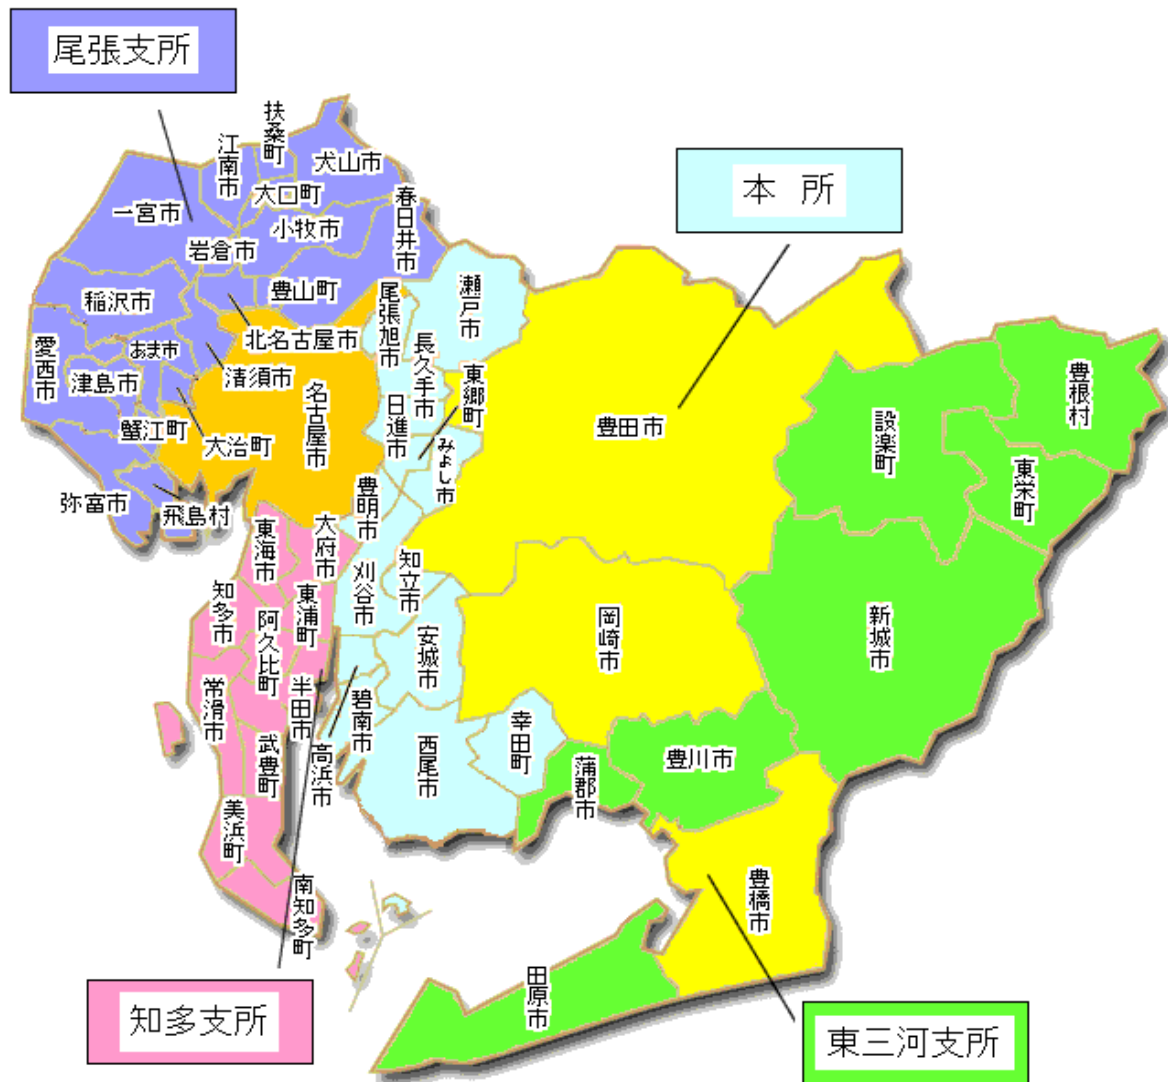 尾張支所
扶桑町
江南市
犬山市
大口町
春日井市
一宮市
小牧市
岩倉市
本 所
瀬戸市
豊山町
稲沢市
尾張旭市
北名古屋市
長久手市
愛西市
あま市
清須市
津島市
東郷町
豊根村
名古屋市
日進市
設楽町
豊田市
蟹江町
大治町
みよし市
東栄町
豊明市
弥富市
飛島村
大府市
東海市
知立市
刈谷市
知多市
東浦町
阿久比町
岡崎市
新城市
安城市
半田市
常滑市
碧南市
幸田町
武豊町
高浜市
西尾市
豊川市
蒲郡市
美浜町
豊橋市
南知多町
田原市
知多支所
東三河支所